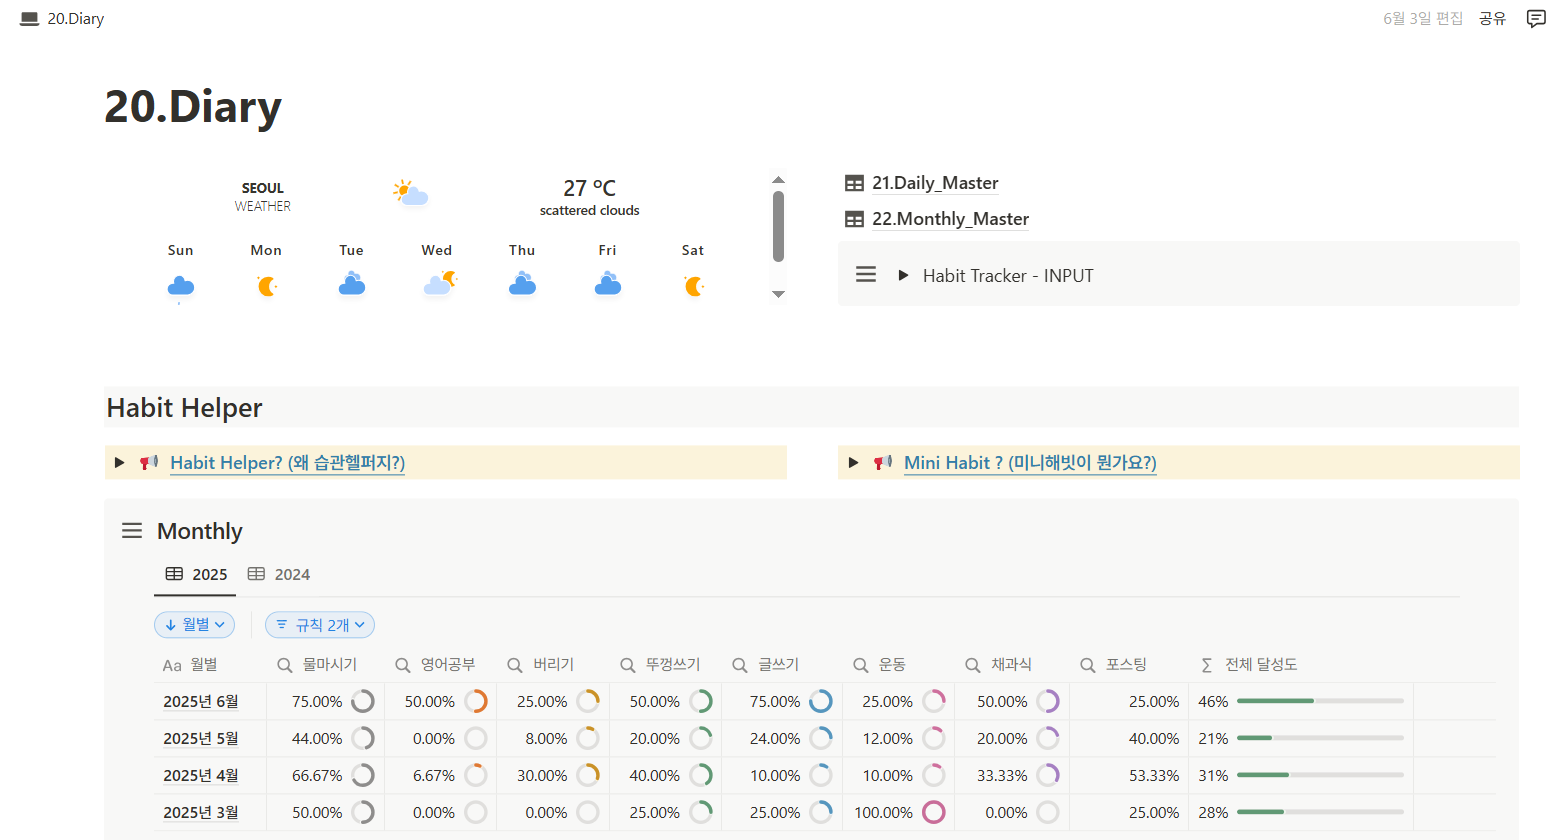 20.Diary
6월 3일 편집 공유
20.Diary
SEOUL
WEATHER
27 ºC
scattered clouds
Sun Mon Tue Wed Thu Fri Sat
21.Daily_Master
22.Monthly_Master
Habit Tracker - INPUT
Habit Helper
Habit Helper? (왜 습관헬퍼지?)
Mini Habit ? (미니해빗이 뭔가요?)
Monthly
2025 2024
월별 규칙 2개
Aa 월별 물마시기 영어공부 버리기 뚜껑쓰기 글쓰기 운동 채과식 포스팅 Σ 전체 달성도
2025년 6월 75.00% 50.00% 25.00% 50.00% 75.00% 25.00% 50.00% 25.00% 46%
2025년 5월 44.00% 0.00% 8.00% 20.00% 24.00% 12.00% 20.00% 40.00% 21%
2025년 4월 66.67% 6.67% 30.00% 40.00% 10.00% 10.00% 33.33% 53.33% 31%
2025년 3월 50.00% 0.00% 0.00% 25.00% 25.00% 100.00% 0.00% 25.00% 28%